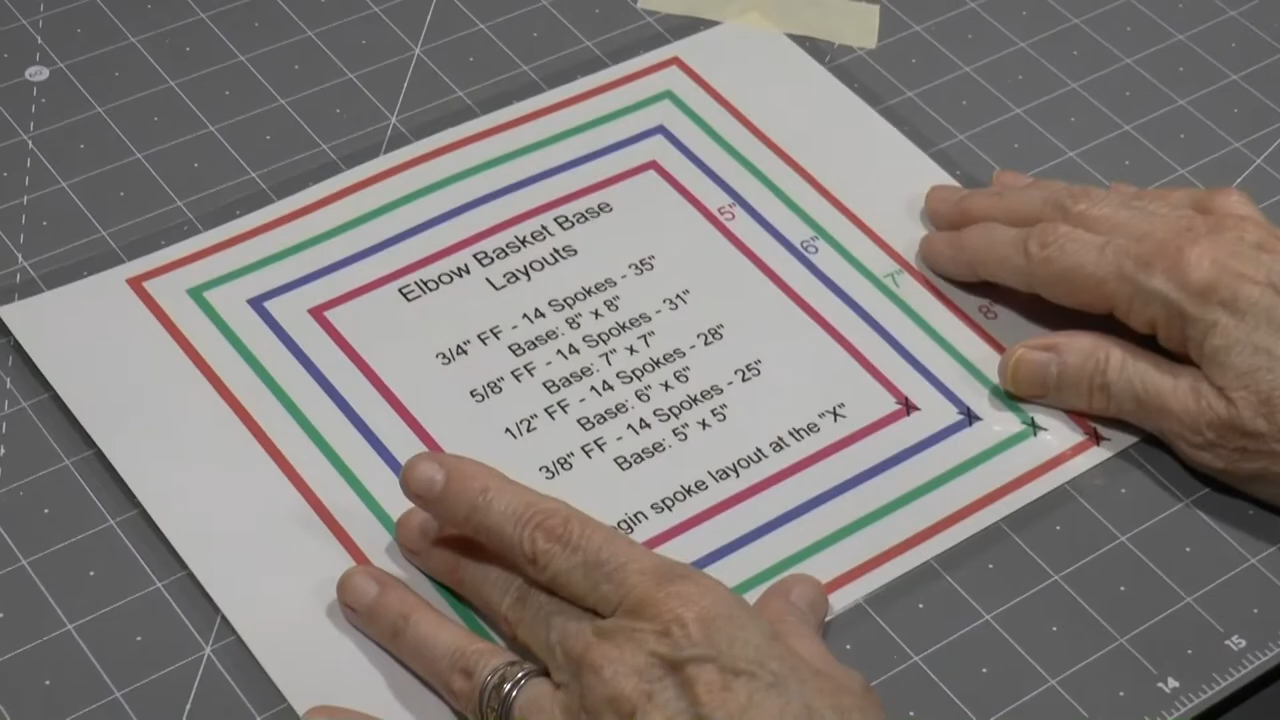 Elbow Basket Base
Layouts
3/4" FF - 14 Spokes - 35"
Base: 8" x 8"
5/8" FF - 14 Spokes - 31"
Base: 7" x 7"
1/2" FF - 14 Spokes - 28"
Base: 6" x 6"
3/8" FF - 14 Spokes - 25"
Base: 5" x 5"
spoke layout at the "X"
5"
6"
7"
8"
X
X
X
X
14
15